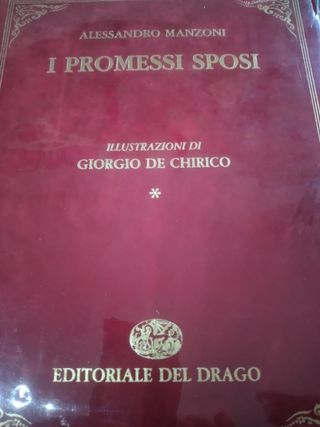 ALESSANDRO MANZONI
I PROMESSI SPOSI
ILLUSTRAZIONI DI
GIORGIO DE CHIRICO
*
EDITORIALE DEL DRAGO